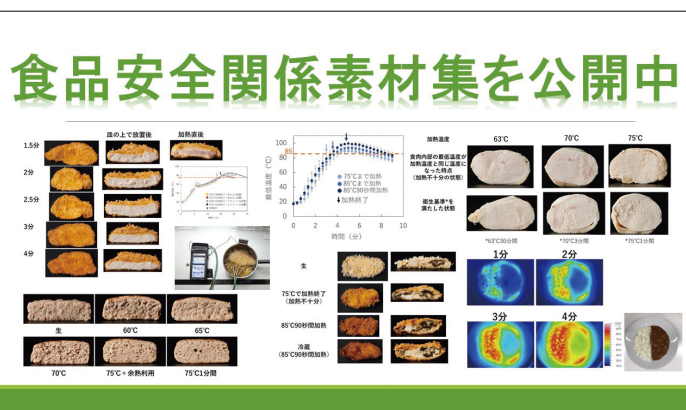 食品安全関係素材集を公開中
皿の上で放置後 加熱直後
1.5分
2分
2.5分
3分
4分
生 60℃ 65℃
70℃ 75℃+余熱利用 75℃1分間
最低温度(℃)
100
85
80
60
40
20
0
75℃まで加熱
85℃まで加熱
85℃90秒加熱
加熱終了
0 2 4 6 8 10
時間(分)
生
75℃で加熱終了
(加熱不十分)
85℃90秒間加熱
冷蔵
(85℃90秒間加熱)
加熱温度 63℃ 70℃ 75℃
食肉内部の最低温度が
加熱温度と同じ温度に
なった時点
(加熱不十分の状態)
衛生基準*を
満たした状態
*63℃30分間 *70℃3分間 *75℃1分間
1分 2分
3分 4分